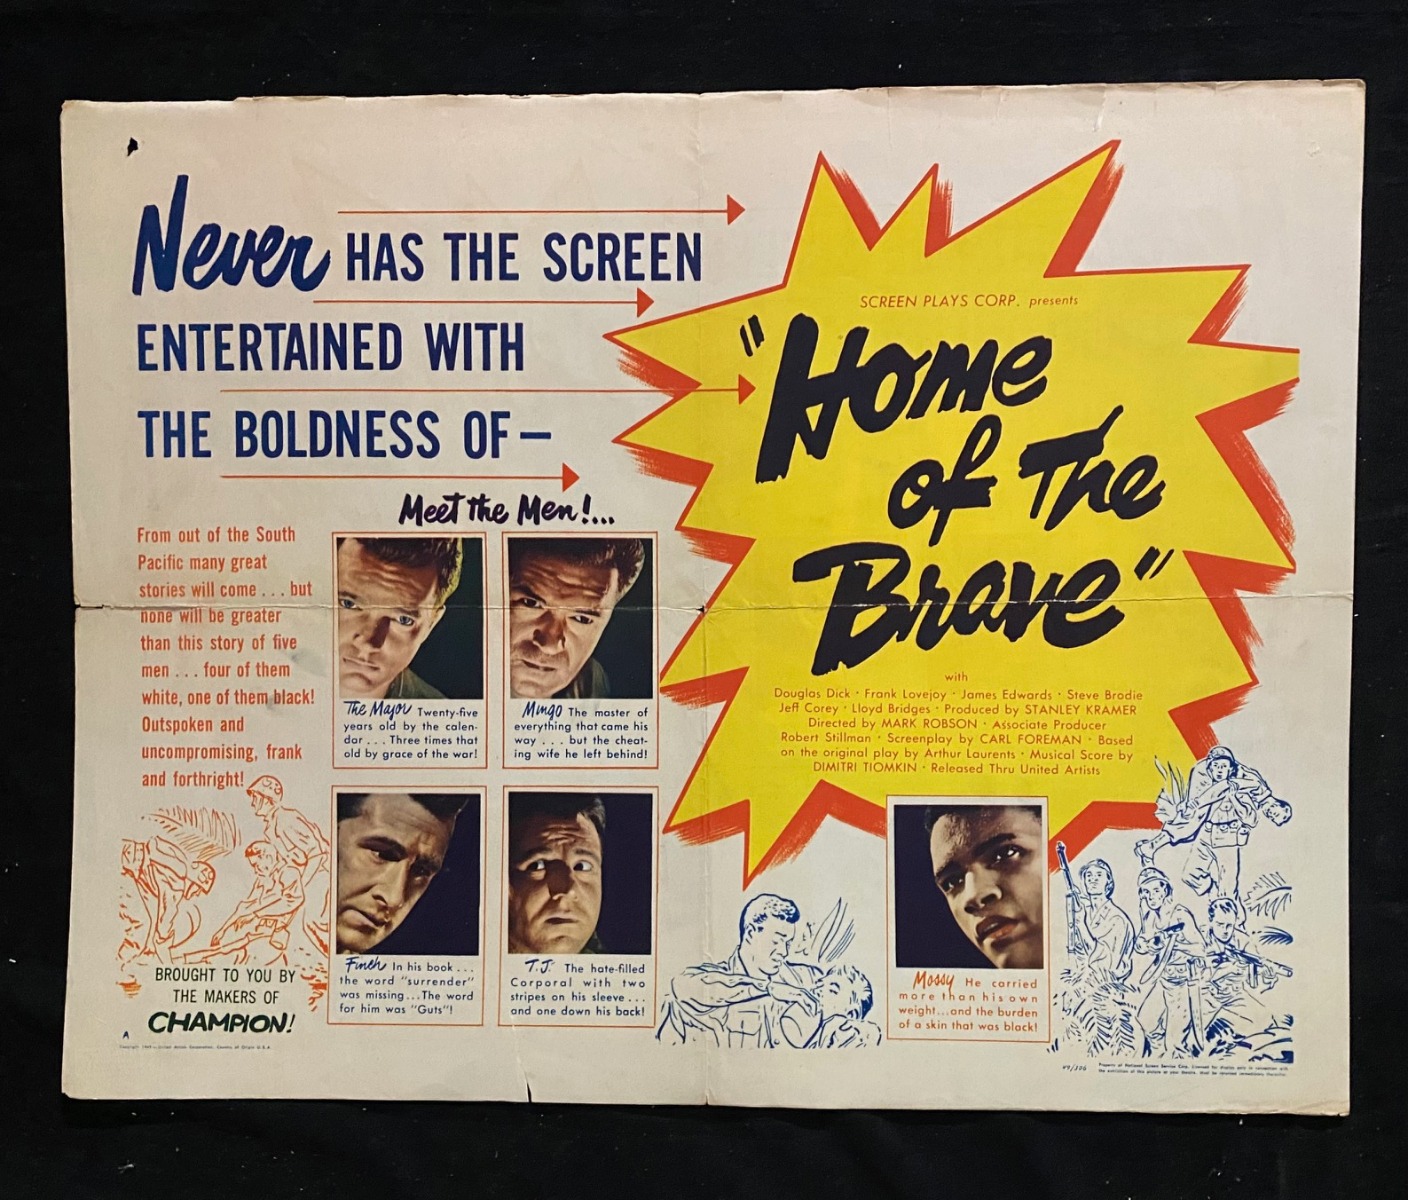 Never HAS THE SCREEN
ENTERTAINED WITH
THE BOLDNESS OF—
SCREEN PLAYS CORP. presents
"Home
of The
Brave"
with
Douglas Dick · Frank Lovejoy · James Edwards · Steve Brodie
Jeff Corey · Lloyd Bridges · Produced by STANLEY KRAMER
Directed by MARK ROBSON · Associate Producer
Robert Stillman · Screenplay by CARL FOREMAN · Based
on the original play by Arthur Laurents · Musical Score by
DIMITRI TIOMKIN · Released Thru United Artists
Meet the Men!...
From out of the South
Pacific many great
stories will come . . . but
none will be greater
than this story of five
men . . . four of them
white, one of them black!
Outspoken and
uncompromising, frank
and forthright!
The Major Twenty-five
years old by the calen-
dar . . . Three times that
old by grace of the war!
Mingo The master of
everything that came his
way . . . but the cheat-
ing wife he left behind!
Finch In his book . . .
the word "surrender"
was missing...The word
for him was "Guts"!
T.J. The hate-filled
Corporal with two
stripes on his sleeve . . .
and one down his back!
Mossy He carried
more than his own
weight...and the burden
of a skin that was black!
BROUGHT TO YOU BY
THE MAKERS OF
CHAMPION!
A
49/306